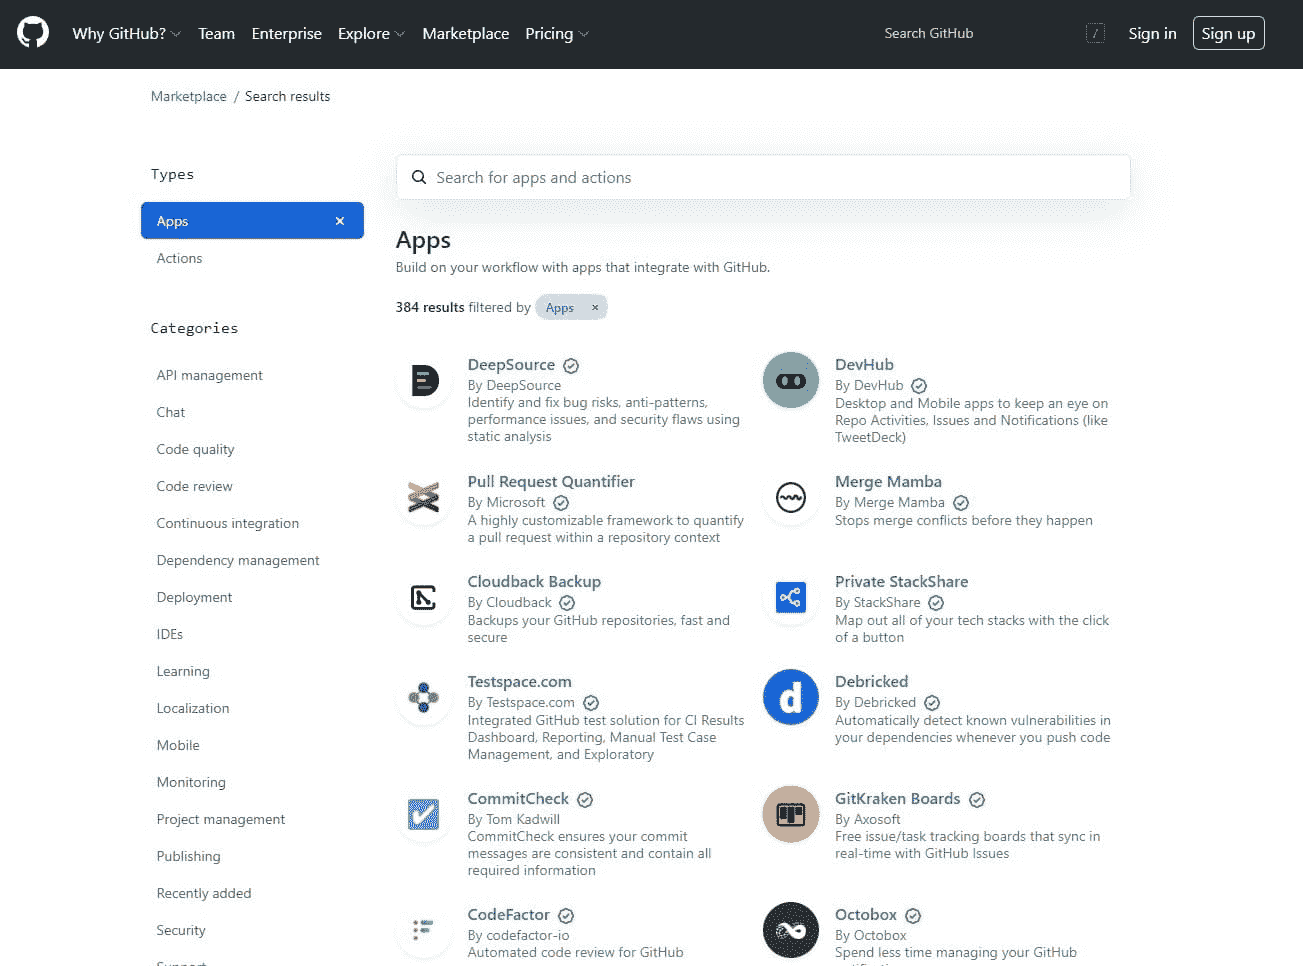 Why GitHub?
Team
Enterprise
Explore
Marketplace
Pricing
Search GitHub
/
Sign in
Sign up
Marketplace / Search results
Types
Apps
Actions
Categories
API management
Chat
Code quality
Code review
Continuous integration
Dependency management
Deployment
IDEs
Learning
Localization
Mobile
Monitoring
Project management
Publishing
Recently added
Security
Search for apps and actions
Apps
Build on your workflow with apps that integrate with GitHub.
384 results filtered by Apps ×
DeepSource
By DeepSource
Identify and fix bug risks, anti-patterns,
performance issues, and security flaws using
static analysis
DevHub
By DevHub
Desktop and Mobile apps to keep an eye on
Repo Activities, Issues and Notifications (like
TweetDeck)
Pull Request Quantifier
By Microsoft
A highly customizable framework to quantify
a pull request within a repository context
Merge Mamba
By Merge Mamba
Stops merge conflicts before they happen
Cloudback Backup
By Cloudback
Backups your GitHub repositories, fast and
secure
Private StackShare
By StackShare
Map out all of your tech stacks with the click
of a button
Testspace.com
By Testspace.com
Integrated GitHub test solution for CI Results
Dashboard, Reporting, Manual Test Case
Management, and Exploratory
Debricked
By Debricked
Automatically detect known vulnerabilities in
your dependencies whenever you push code
CommitCheck
By Tom Kadwill
CommitCheck ensures your commit
messages are consistent and contain all
required information
GitKraken Boards
By Axosoft
Free issue/task tracking boards that sync in
real-time with GitHub Issues
CodeFactor
By codefactor-io
Automated code review for GitHub
Octobox
By Octobox
Spend less time managing your GitHub